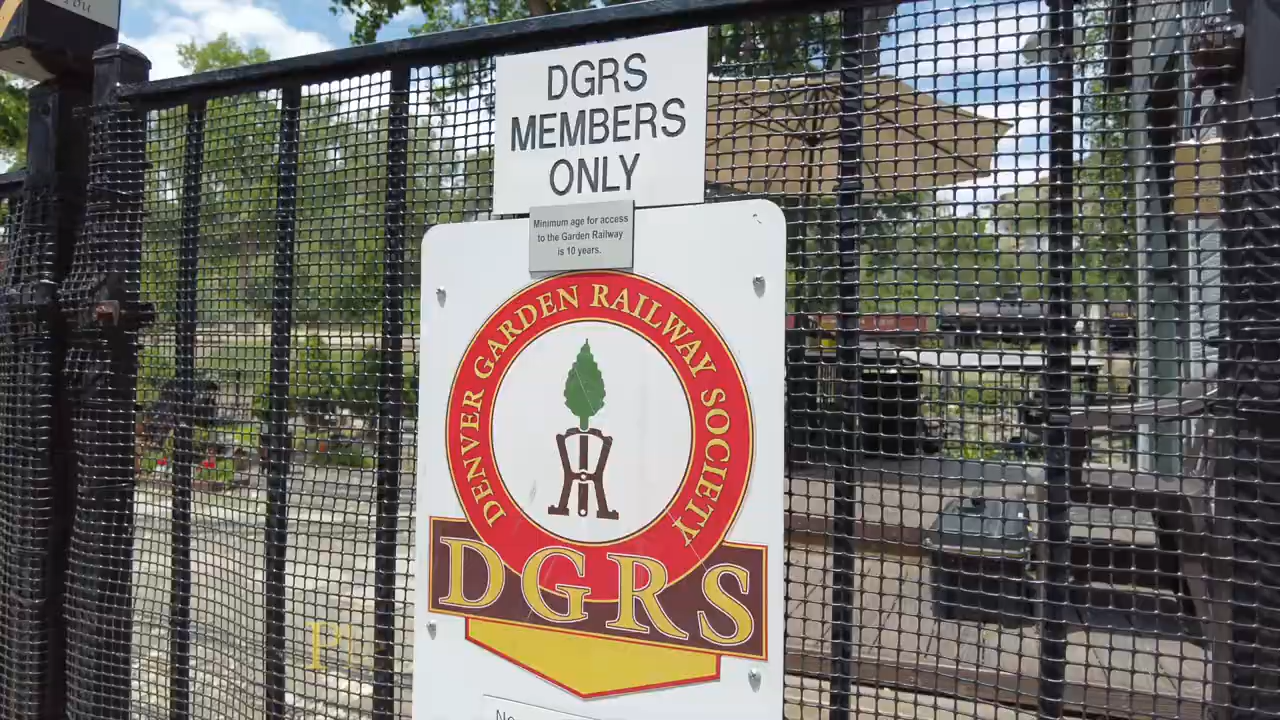 YOU
DGRS
MEMBERS
ONLY
Minimum age for access
to the Garden Railway
is 10 years.
DENVER GARDEN RAILWAY SOCIETY
DGRS